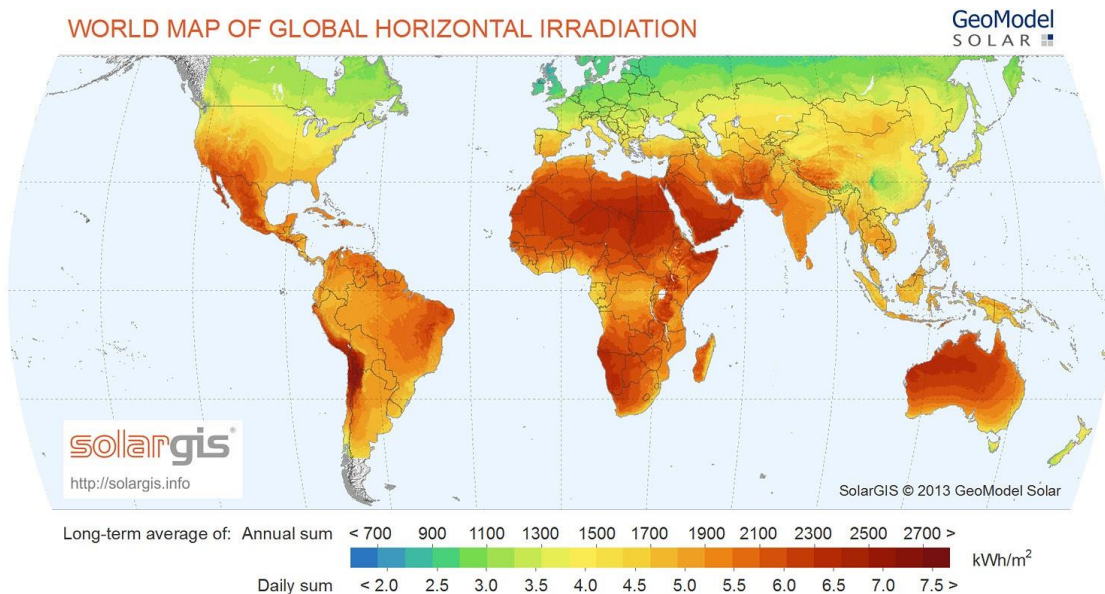 WORLD MAP OF GLOBAL HORIZONTAL IRRADIATION
GeoModel
SOLAR
solargis®
http://solargis.info
SolarGIS © 2013 GeoModel Solar
Long-term average of: Annual sum < 700 900 1100 1300 1500 1700 1900 2100 2300 2500 2700 >
kWh/m²
Daily sum < 2.0 2.5 3.0 3.5 4.0 4.5 5.0 5.5 6.0 6.5 7.0 7.5 >